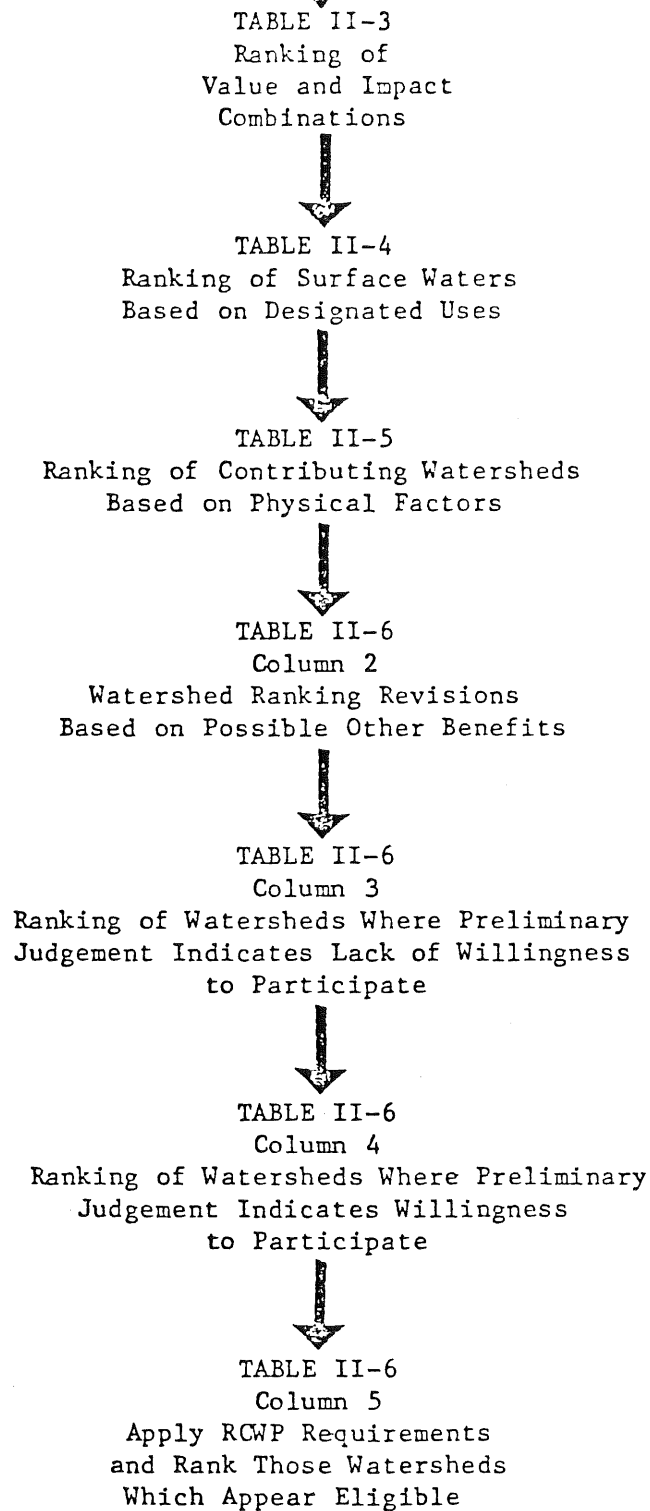 TABLE II-3
Ranking of
Value and Impact
Combinations
TABLE II-4
Ranking of Surface Waters
Based on Designated Uses
TABLE II-5
Ranking of Contributing Watersheds
Based on Physical Factors
TABLE II-6
Column 2
Watershed Ranking Revisions
Based on Possible Other Benefits
TABLE II-6
Column 3
Ranking of Watersheds Where Preliminary
Judgement Indicates Lack of Willingness
to Participate
TABLE II-6
Column 4
Ranking of Watersheds Where Preliminary
Judgement Indicates Willingness
to Participate
TABLE II-6
Column 5
Apply RCWP Requirements
and Rank Those Watersheds
Which Appear Eligible